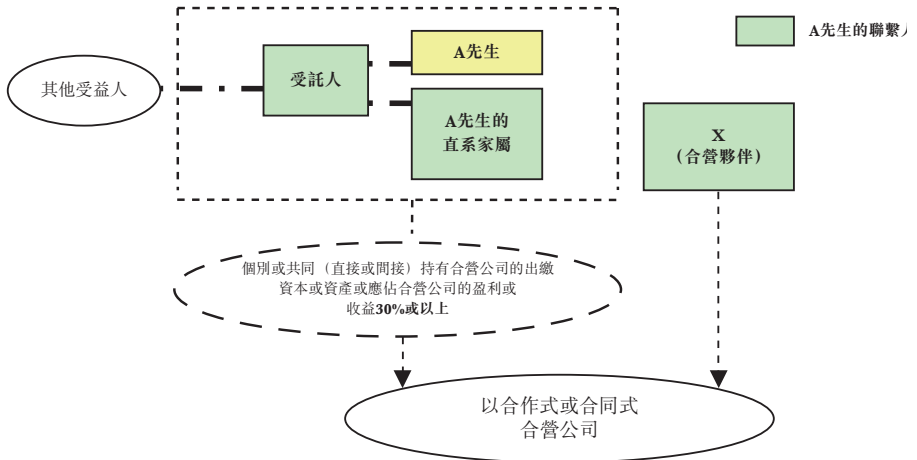 A先生
A先生的聯繫
其他受益人
受託人
A先生的
直系家屬
X
（合營夥伴）
個別或共同（直接或間接）持有合營公司的出繳
資本或資產或應佔合營公司的盈利或
收益30%或以上
以合作式或合同式
合營公司